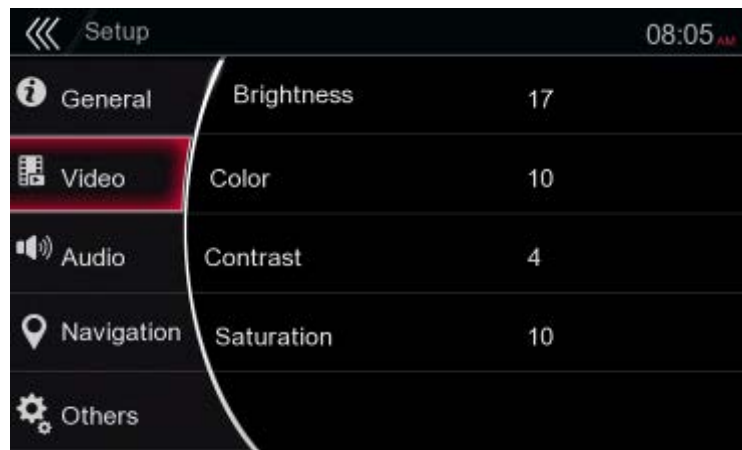 Setup 08:05 AM
General
Video
Audio
Navigation
Others
Brightness 17
Color 10
Contrast 4
Saturation 10